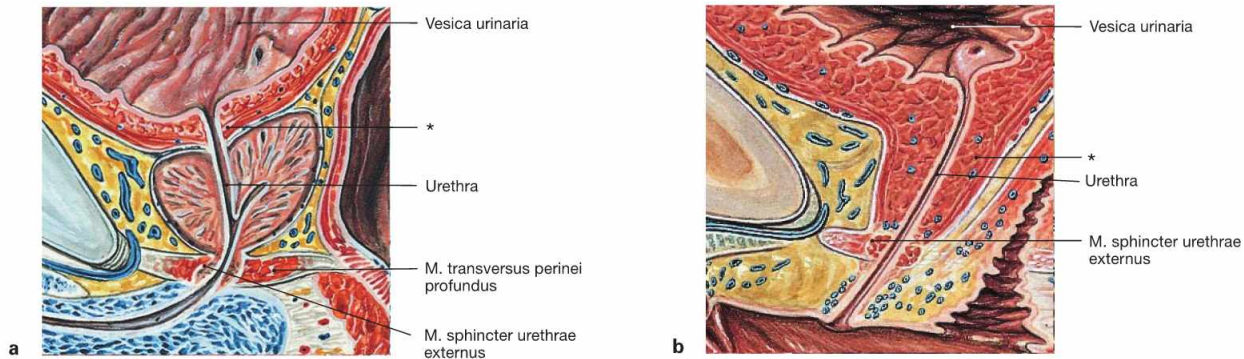 Vesica urinaria
*
Urethra
M. transversus perinei
profundus
M. sphincter urethrae
externus
a
Vesica urinaria
*
Urethra
M. sphincter urethrae
externus
b